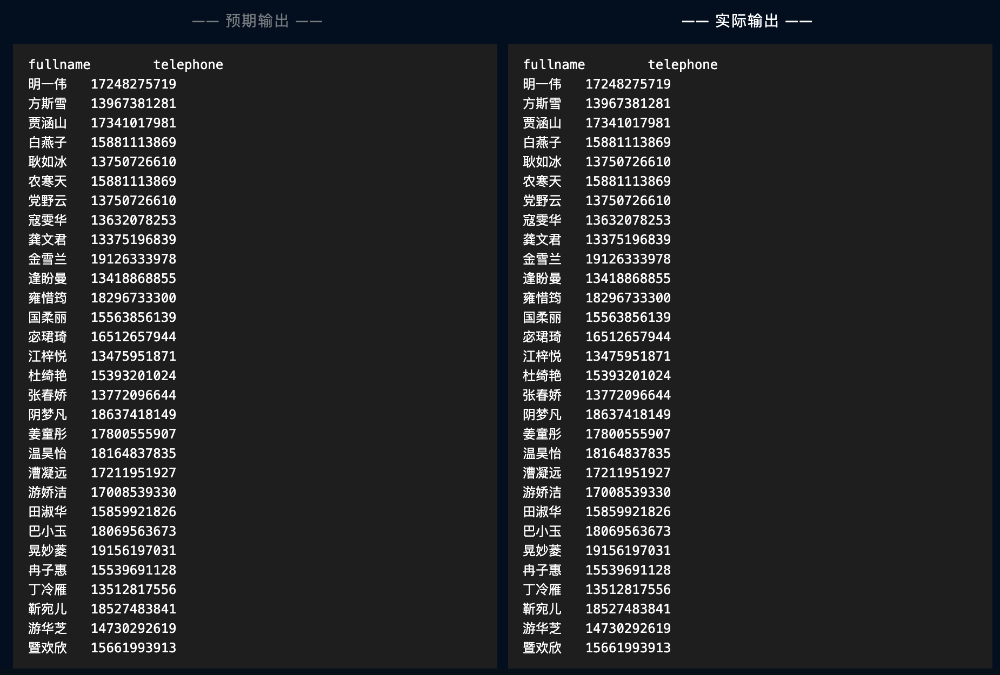 —— 预期输出 ——
fullname telephone
明一伟 17248275719
方斯雪 13967381281
贾涵山 17341017981
白燕子 15881113869
耿如冰 13750726610
农寒天 15881113869
党野云 13750726610
寇雯华 13632078253
龚文君 13375196839
金雪兰 19126333978
逄盼曼 13418868855
雍惜筠 18296733300
国柔丽 15563856139
宓珺琦 16512657944
江梓悦 13475951871
杜绮艳 15393201024
张春娇 13772096644
阴梦凡 18637418149
姜童彤 17800555907
温昊怡 18164837835
漕凝远 17211951927
游娇洁 17008539330
田淑华 15859921826
巴小玉 18069563673
晃妙菱 19156197031
冉子惠 15539691128
丁冷雁 13512817556
靳宛儿 18527483841
游华芝 14730292619
暨欢欣 15661993913
—— 实际输出 ——
fullname telephone
明一伟 17248275719
方斯雪 13967381281
贾涵山 17341017981
白燕子 15881113869
耿如冰 13750726610
农寒天 15881113869
党野云 13750726610
寇雯华 13632078253
龚文君 13375196839
金雪兰 19126333978
逄盼曼 13418868855
雍惜筠 18296733300
国柔丽 15563856139
宓珺琦 16512657944
江梓悦 13475951871
杜绮艳 15393201024
张春娇 13772096644
阴梦凡 18637418149
姜童彤 17800555907
温昊怡 18164837835
漕凝远 17211951927
游娇洁 17008539330
田淑华 15859921826
巴小玉 18069563673
晃妙菱 19156197031
冉子惠 15539691128
丁冷雁 13512817556
靳宛儿 18527483841
游华芝 14730292619
暨欢欣 15661993913